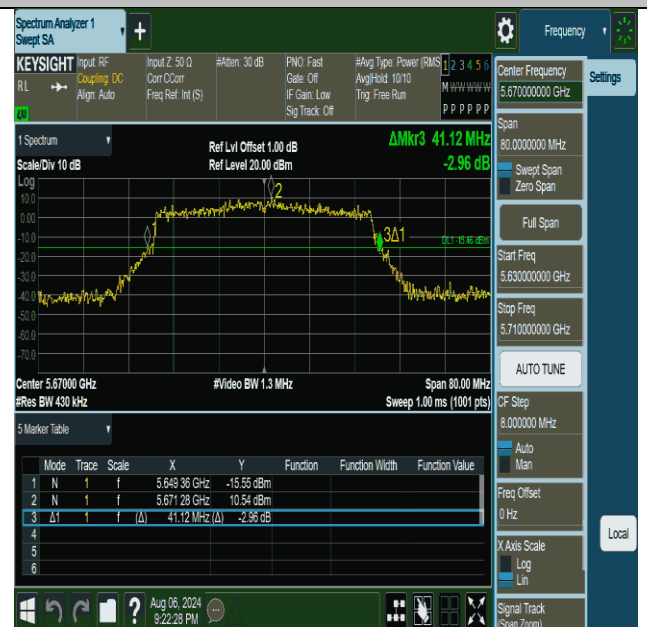 Spectrum Analyzer 1
Swept SA
+
Frequency
KEYSIGHT
RL
Input: RF
Coupling: DC
Align: Auto
Input Z: 50 Ω
Corr CCorr
Freq Ref: Int (S)
#Atten: 30 dB
PNO: Fast
Gate: Off
IF Gain: Low
Sig Track: Off
#Avg Type: Power (RMS
Avg|Hold: 10/10
Trig: Free Run
1 2 3 4 5 6
M W W W W W
P P P P P P
1 Spectrum
Scale/Div 10 dB
Ref Lvl Offset 1.00 dB
Ref Level 20.00 dBm
ΔMkr3 41.12 MHz
-2.96 dB
Log
10.0
0.00
-10.0
-20.0
-30.0
-40.0
-50.0
-60.0
-70.0
2
3Δ1
DL1 -15.46 dBm
Center 5.67000 GHz
#Video BW 1.3 MHz
Span 80.00 MHz
#Res BW 430 kHz
Sweep 1.00 ms (1001 pts)
5 Marker Table
Mode Trace Scale X Y Function Function Width Function Value
1 N 1 f 5.649 36 GHz -15.55 dBm
2 N 1 f 5.671 28 GHz 10.54 dBm
3 Δ1 1 f (Δ) 41.12 MHz (Δ) -2.96 dB
4
5
6
?
Aug 06, 2024
9:22:28 PM
Center Frequency
5.670000000 GHz
Settings
Span
80.0000000 MHz
Swept Span
Zero Span
Full Span
Start Freq
5.630000000 GHz
Stop Freq
5.710000000 GHz
AUTO TUNE
CF Step
8.000000 MHz
Auto
Man
Freq Offset
0 Hz
Local
X Axis Scale
Log
Lin
Signal Track
(Span Zoom)